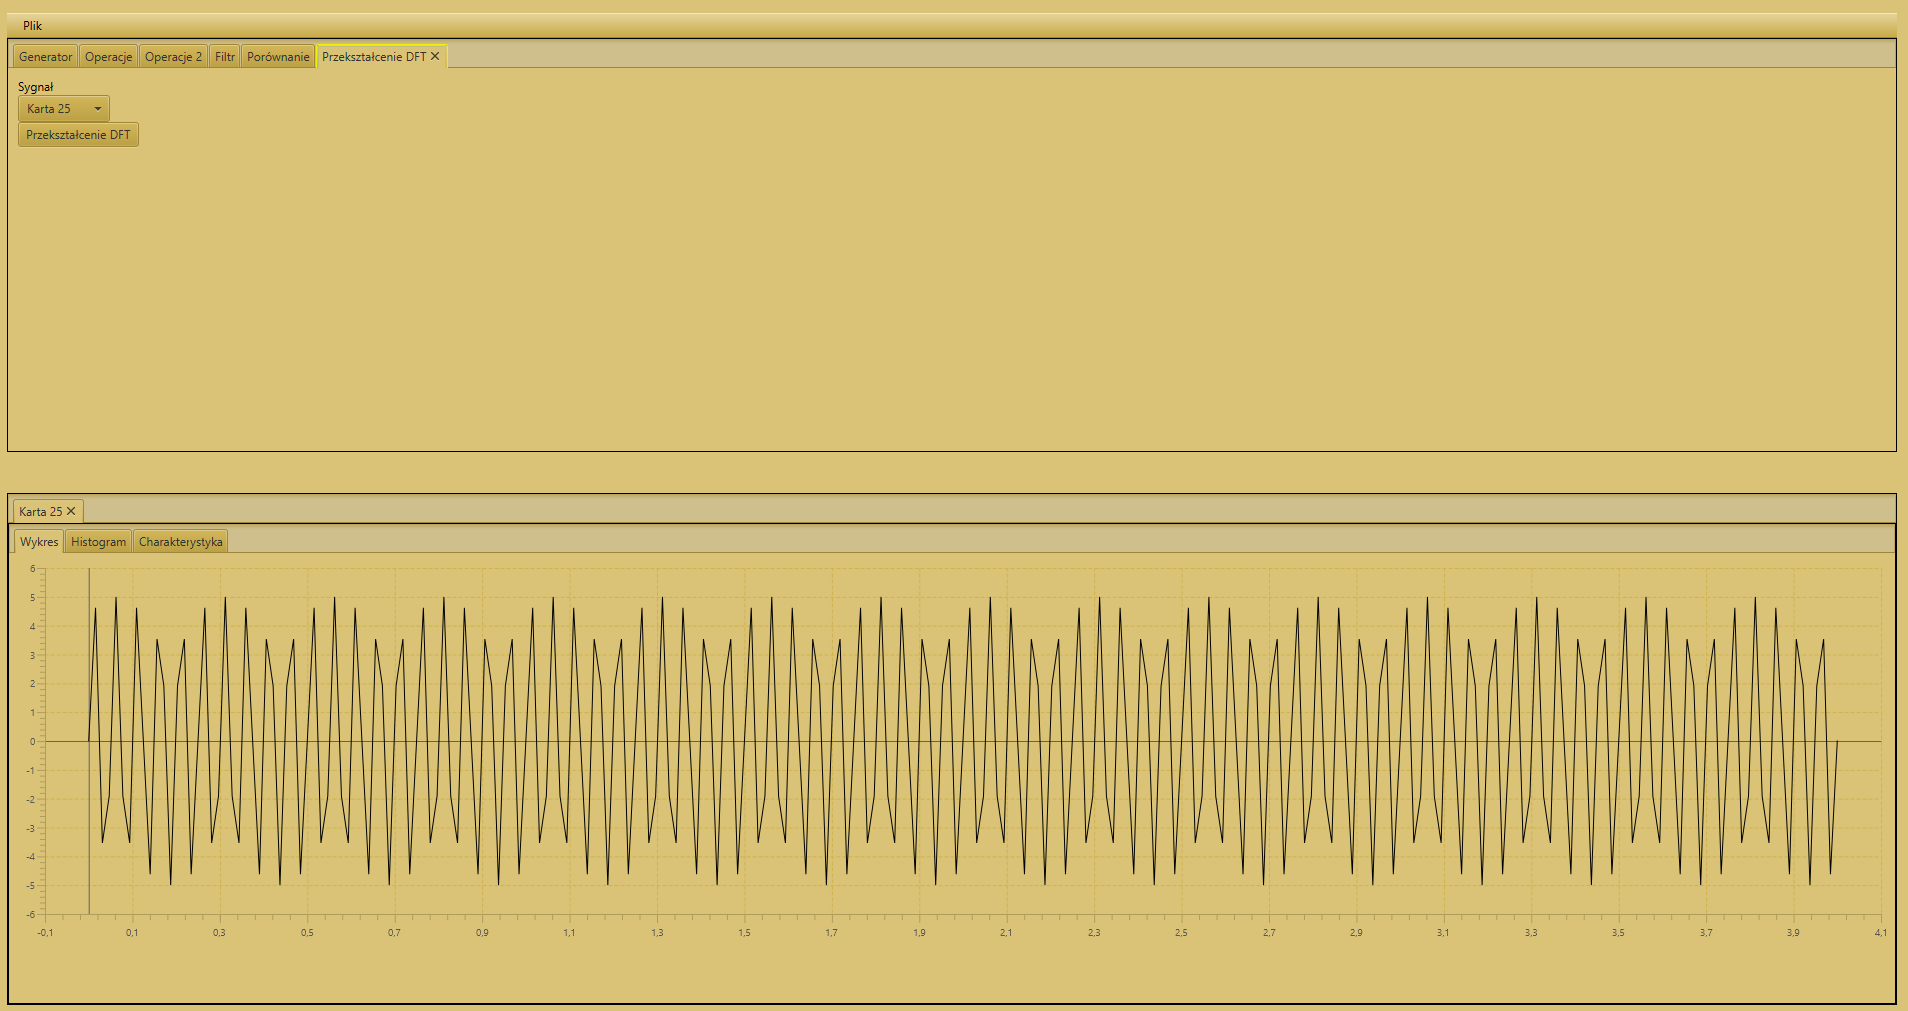 Plik
Generator Operacje Operacje 2 Filtr Porównanie Przekształcenie DFT
Sygnał
Karta 25
Przekształcenie DFT
Karta 25
Wykres Histogram Charakterystyka
6
5
4
3
2
1
0
-1
-2
-3
-4
-5
-6
-0,1 0,1 0,3 0,5 0,7 0,9 1,1 1,3 1,5 1,7 1,9 2,1 2,3 2,5 2,7 2,9 3,1 3,3 3,5 3,7 3,9 4,1